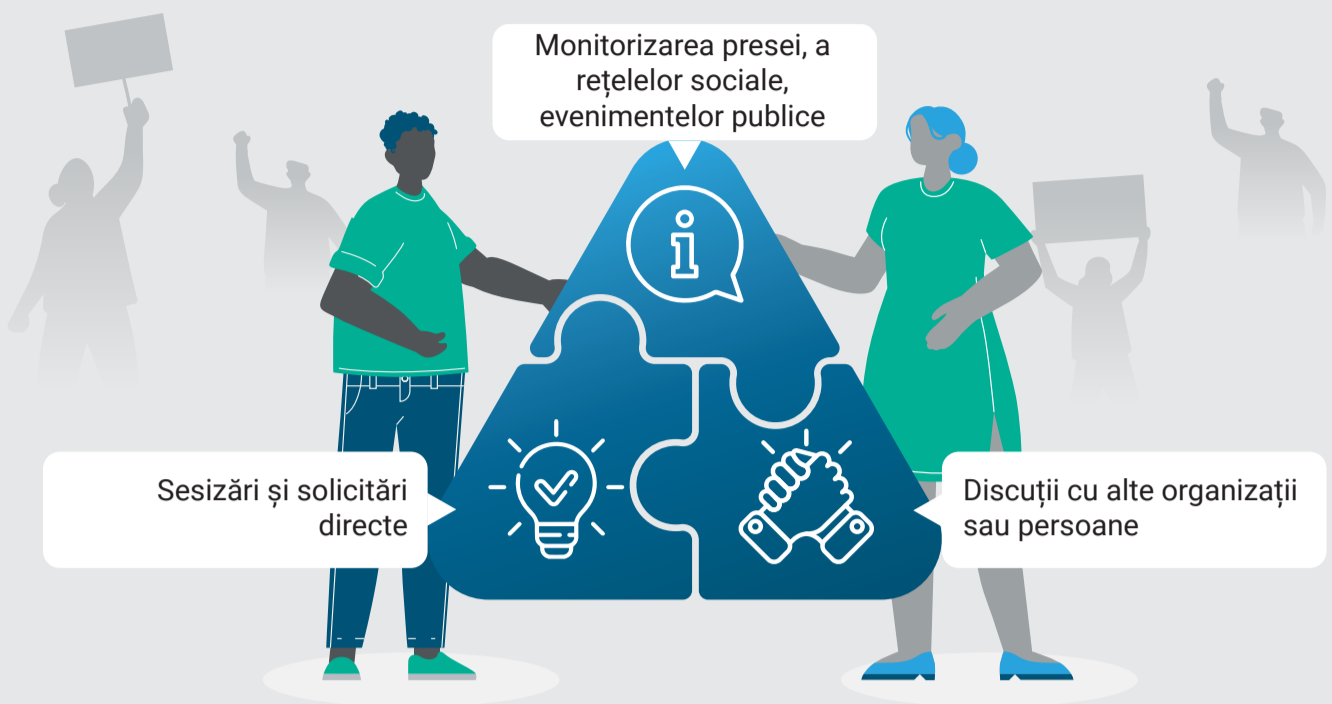 Monitorizarea presei, a
rețelelor sociale,
evenimentelor publice
Sesizări și solicitări
directe
Discuții cu alte organizații
sau persoane